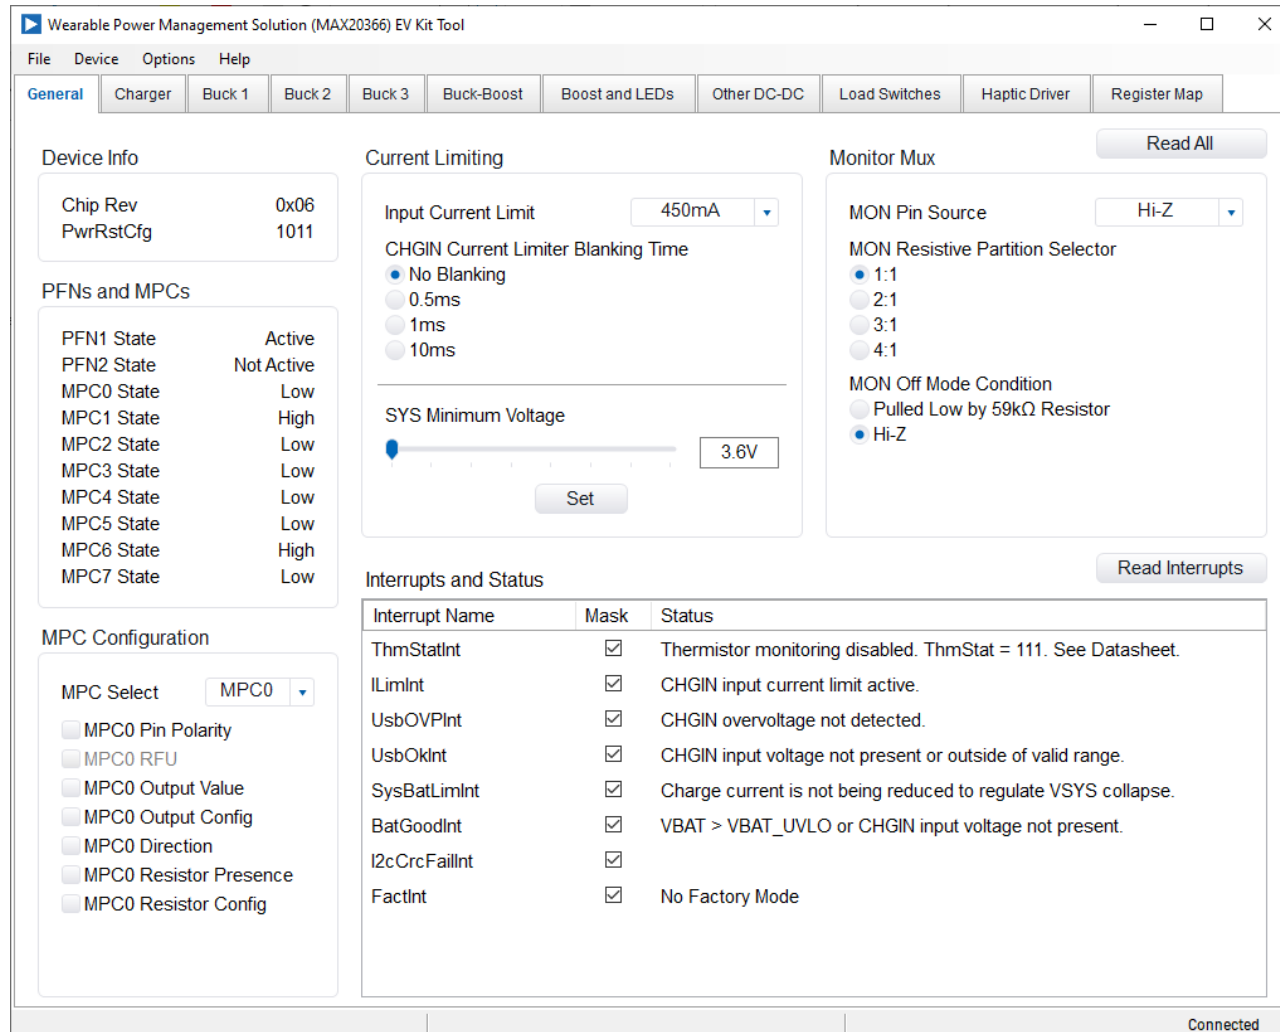 Wearable Power Management Solution (MAX20366) EV Kit Tool
File Device Options Help
General Charger Buck 1 Buck 2 Buck 3 Buck-Boost Boost and LEDs Other DC-DC Load Switches Haptic Driver Register Map
Read All
Device Info
Chip Rev 0x06
PwrRstCfg 1011
PFNs and MPCs
PFN1 State Active
PFN2 State Not Active
MPC0 State Low
MPC1 State High
MPC2 State Low
MPC3 State Low
MPC4 State Low
MPC5 State Low
MPC6 State High
MPC7 State Low
MPC Configuration
MPC Select MPC0
MPC0 Pin Polarity
MPC0 RFU
MPC0 Output Value
MPC0 Output Config
MPC0 Direction
MPC0 Resistor Presence
MPC0 Resistor Config
Current Limiting
Input Current Limit 450mA
CHGIN Current Limiter Blanking Time
No Blanking
0.5ms
1ms
10ms
SYS Minimum Voltage
3.6V
Set
Monitor Mux
MON Pin Source Hi-Z
MON Resistive Partition Selector
1:1
2:1
3:1
4:1
MON Off Mode Condition
Pulled Low by 59kΩ Resistor
Hi-Z
Read Interrupts
Interrupts and Status
Interrupt Name Mask Status
ThmStatInt Thermistor monitoring disabled. ThmStat = 111. See Datasheet.
ILimInt CHGIN input current limit active.
UsbOVPInt CHGIN overvoltage not detected.
UsbOkInt CHGIN input voltage not present or outside of valid range.
SysBatLimInt Charge current is not being reduced to regulate VSYS collapse.
BatGoodInt VBAT > VBAT_UVLO or CHGIN input voltage not present.
I2cCrcFailInt
FactInt No Factory Mode
Connected